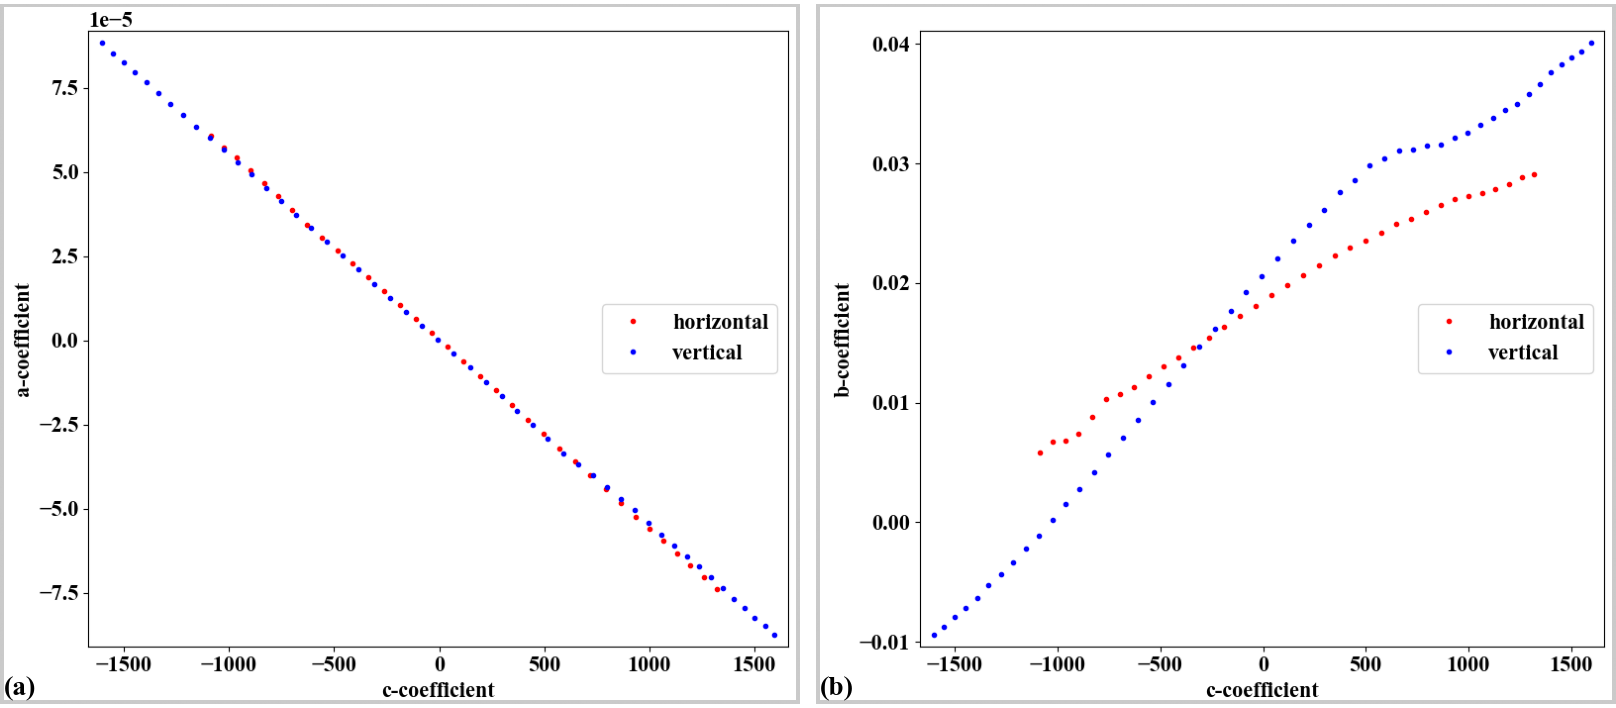 1e−5
7.5
5.0
2.5
0.0
−2.5
−5.0
−7.5
a-coefficient
horizontal
vertical
−1500 −1000 −500 0 500 1000 1500
c-coefficient
(a)
0.04
0.03
0.02
0.01
0.00
−0.01
b-coefficient
horizontal
vertical
−1500 −1000 −500 0 500 1000 1500
c-coefficient
(b)